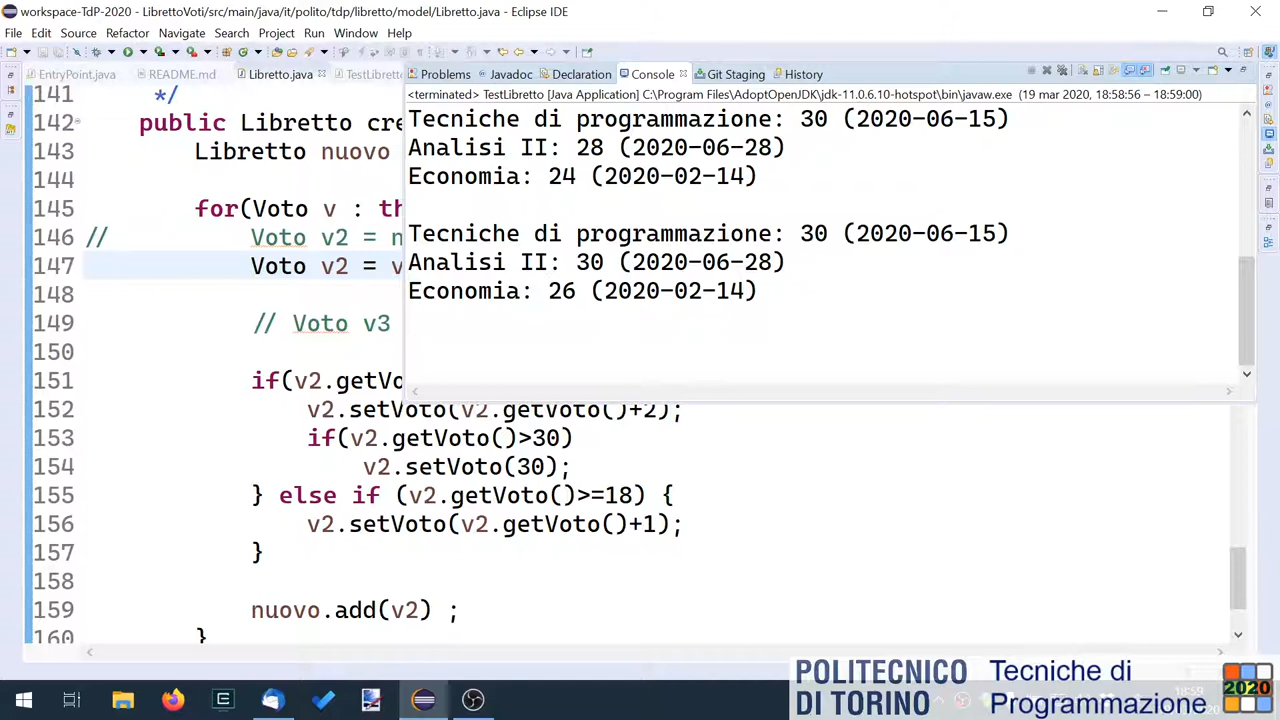 workspace-TdP-2020 - LibrettoVoti/src/main/java/it/polito/tdp/libretto/model/Libretto.java - Eclipse IDE
File Edit Source Refactor Navigate Search Project Run Window Help
EntryPoint.java README.md Libretto.java TestLibrett
Problems Javadoc Declaration Console Git Staging History
<terminated> TestLibretto [Java Application] C:\Program Files\AdoptOpenJDK\jdk-11.0.6.10-hotspot\bin\javaw.exe (19 mar 2020, 18:58:56 – 18:59:00)
Tecniche di programmazione: 30 (2020-06-15)
Analisi II: 28 (2020-06-28)
Economia: 24 (2020-02-14)
Tecniche di programmazione: 30 (2020-06-15)
Analisi II: 30 (2020-06-28)
Economia: 26 (2020-02-14)
141 */
142 public Libretto cre
143 Libretto nuovo
144
145 for(Voto v : th
146 // Voto v2 = n
147 Voto v2 = v
148
149 // Voto v3
150
151 if(v2.getVo
152 v2.setVoto(v2.getVoto()+2);
153 if(v2.getVoto()>30)
154 v2.setVoto(30);
155 } else if (v2.getVoto()>=18) {
156 v2.setVoto(v2.getVoto()+1);
157 }
158
159 nuovo.add(v2) ;
160 }
POLITECNICO
DI TORINO
Tecniche di
Programmazione
2020
18:59